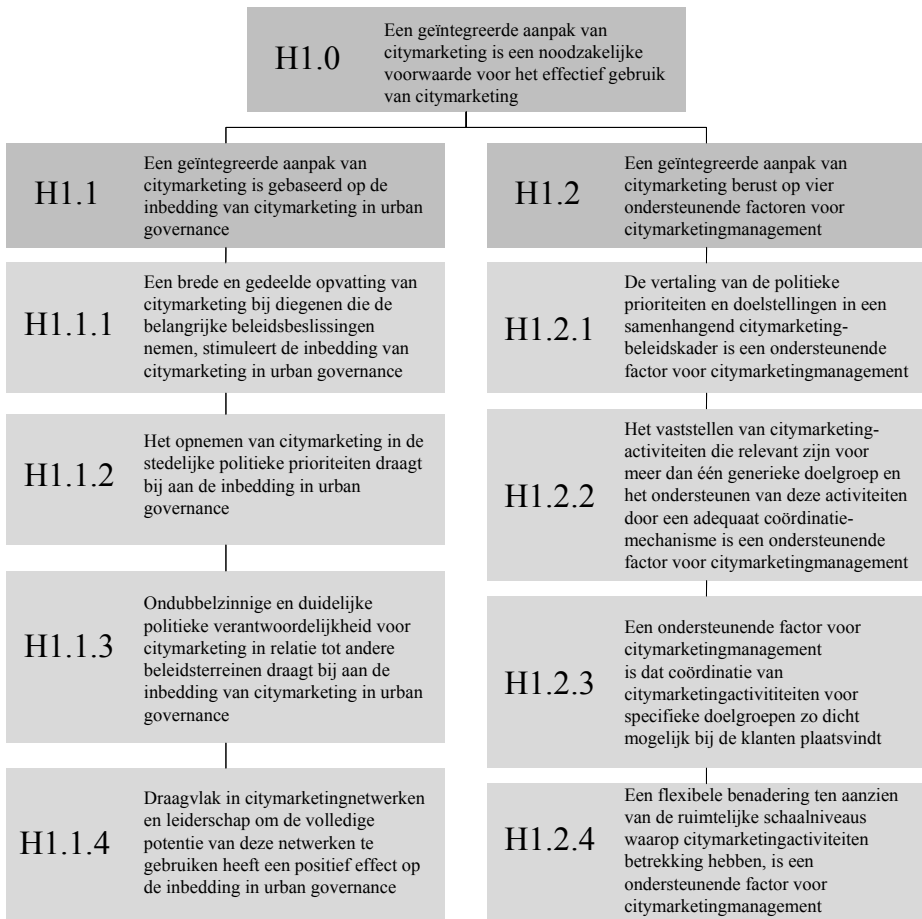 H1.0
Een geïntegreerde aanpak van
citymarketing is een noodzakelijke
voorwaarde voor het effectief gebruik
van citymarketing
H1.1
Een geïntegreerde aanpak van
citymarketing is gebaseerd op de
inbedding van citymarketing in urban
governance
H1.1.1
Een brede en gedeelde opvatting van
citymarketing bij diegenen die de
belangrijke beleidsbeslissingen
nemen, stimuleert de inbedding van
citymarketing in urban governance
H1.1.2
Het opnemen van citymarketing in de
stedelijke politieke prioriteiten draagt
bij aan de inbedding in urban
governance
H1.1.3
Ondubbelzinnige en duidelijke
politieke verantwoordelijkheid voor
citymarketing in relatie tot andere
beleidsterreinen draagt bij aan de
inbedding van citymarketing in urban
governance
H1.1.4
Draagvlak in citymarketingnetwerken
en leiderschap om de volledige
potentie van deze netwerken te
gebruiken heeft een positief effect op
de inbedding in urban governance
H1.2
Een geïntegreerde aanpak van
citymarketing berust op vier
ondersteunende factoren voor
citymarketingmanagement
H1.2.1
De vertaling van de politieke
prioriteiten en doelstellingen in een
samenhangend citymarketing-
beleidskader is een ondersteunende
factor voor citymarketingmanagement
H1.2.2
Het vaststellen van citymarketing-
activiteiten die relevant zijn voor
meer dan één generieke doelgroep en
het ondersteunen van deze activiteiten
door een adequaat coördinatie-
mechanisme is een ondersteunende
factor voor citymarketingmanagement
H1.2.3
Een ondersteunende factor voor
citymarketingmanagement
is dat coördinatie van
citymarketingactivititeiten voor
specifieke doelgroepen zo dicht
mogelijk bij de klanten plaatsvindt
H1.2.4
Een flexibele benadering ten aanzien
van de ruimtelijke schaalniveaus
waarop citymarketingactiviteiten
betrekking hebben, is een
ondersteunende factor voor
citymarketingmanagement